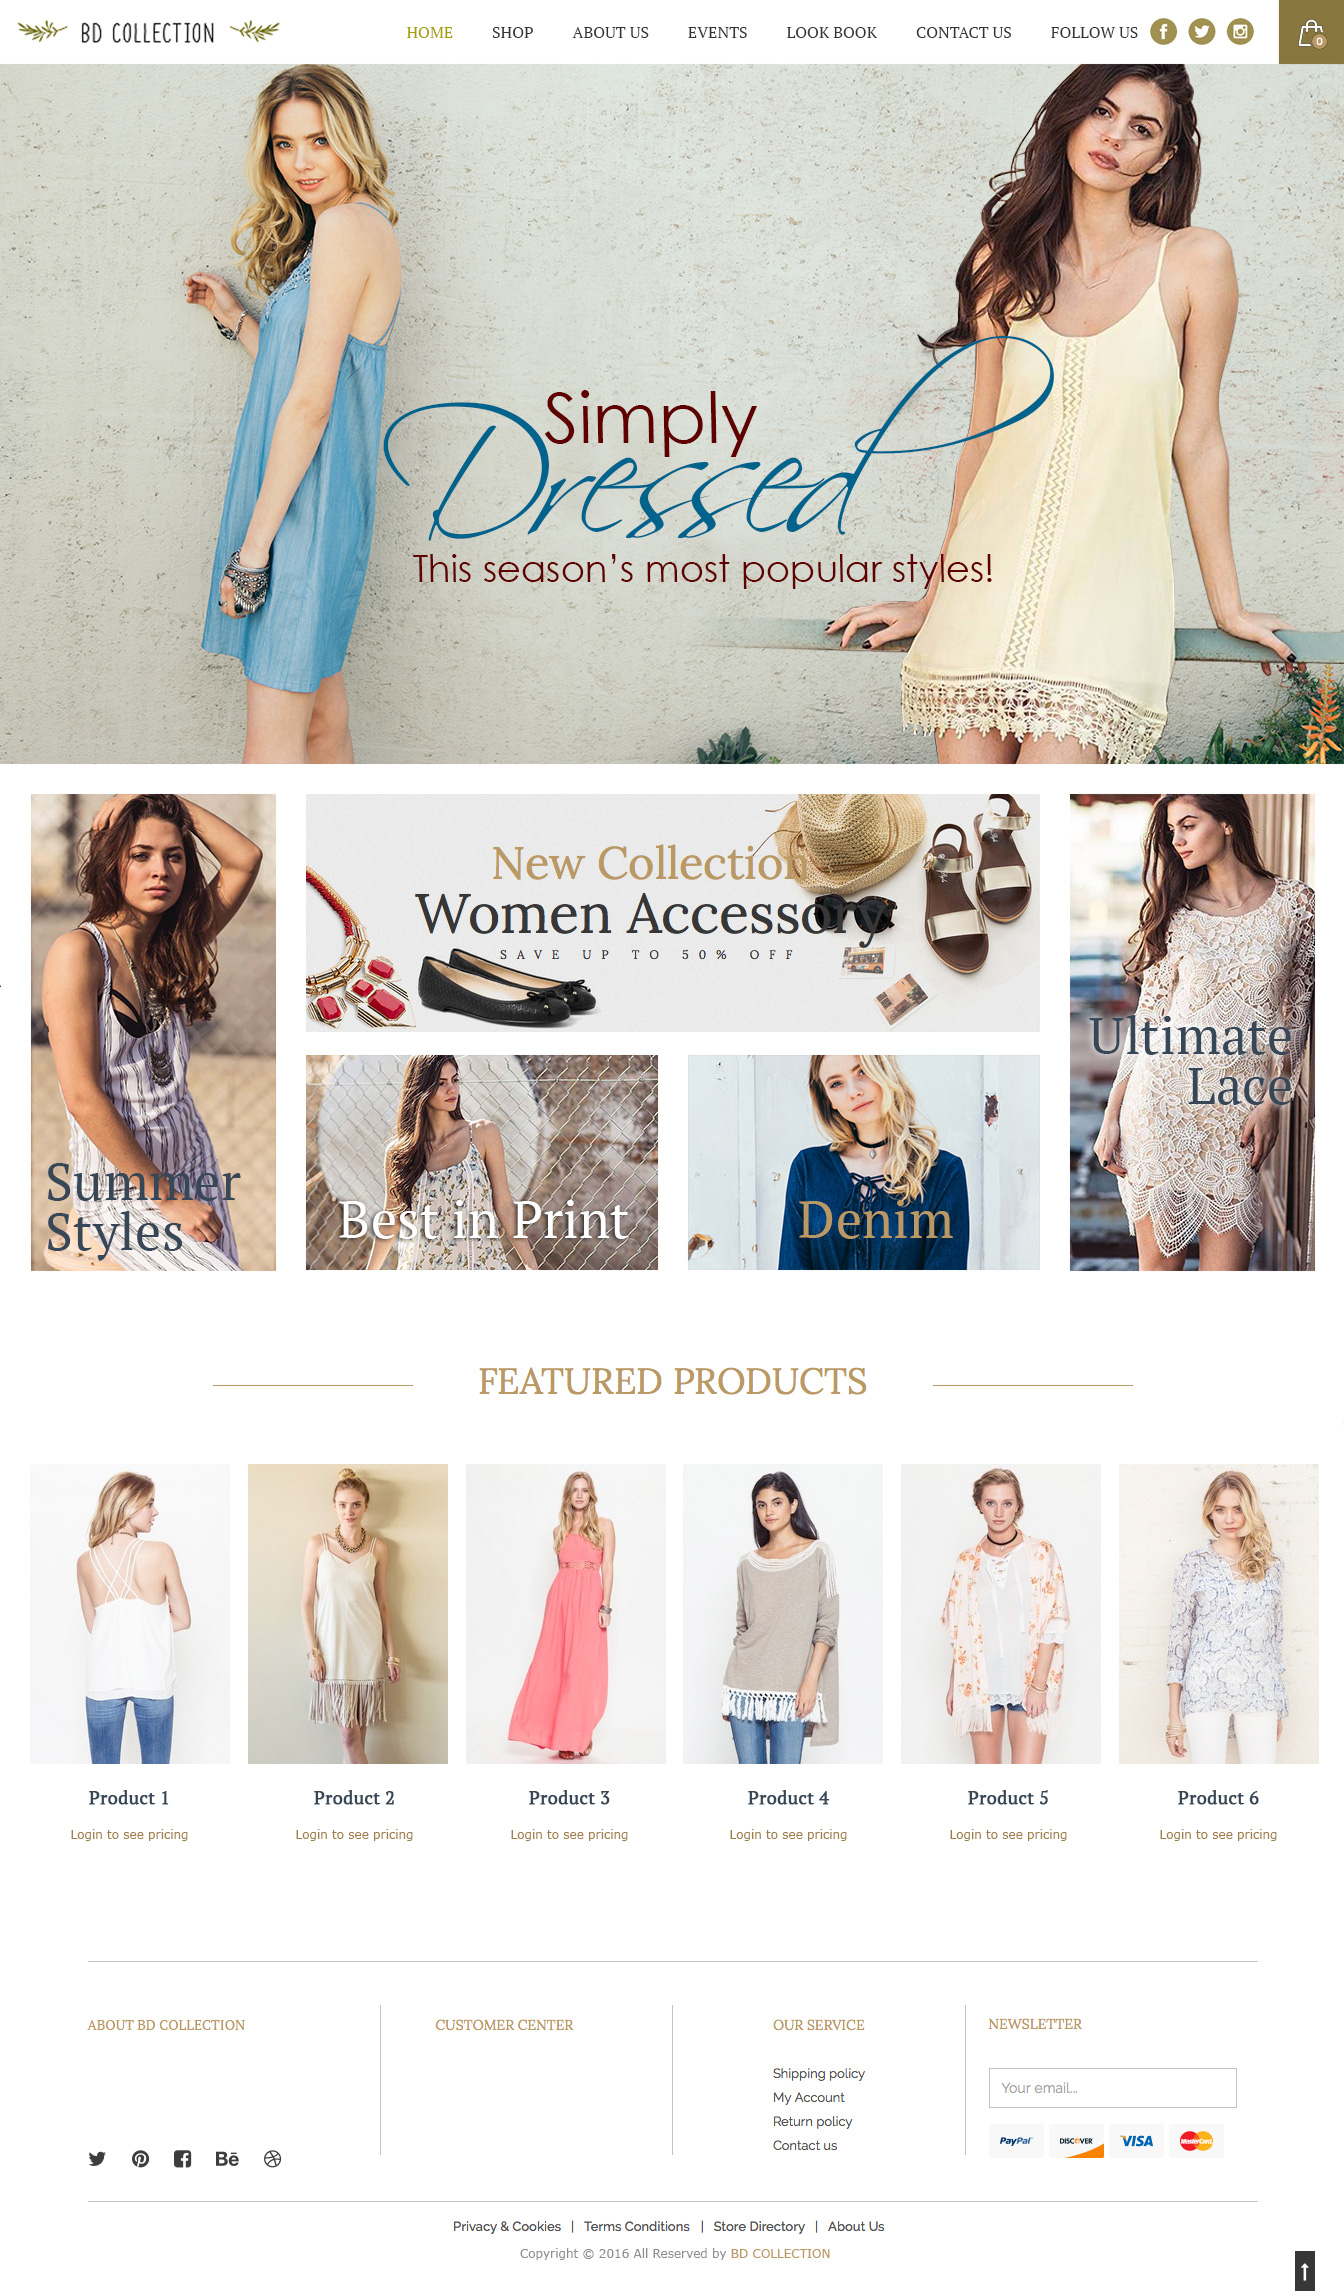 BD COLLECTION
HOME SHOP ABOUT US EVENTS LOOK BOOK CONTACT US FOLLOW US
0
Simply
Dressed
This season's most popular styles!
New Collection
Women Accessory
SAVE UP TO 50% OFF
Ultimate
Lace
Summer
Styles
Best in Print
Denim
FEATURED PRODUCTS
Product 1 Product 2 Product 3 Product 4 Product 5 Product 6
Login to see pricing Login to see pricing Login to see pricing Login to see pricing Login to see pricing Login to see pricing
ABOUT BD COLLECTION
CUSTOMER CENTER
OUR SERVICE
Shipping policy
My Account
Return policy
Contact us
NEWSLETTER
Your email...
PayPal DISCOVER VISA MasterCard
Bē
Privacy & Cookies | Terms Conditions | Store Directory | About Us
Copyright © 2016 All Reserved by BD COLLECTION